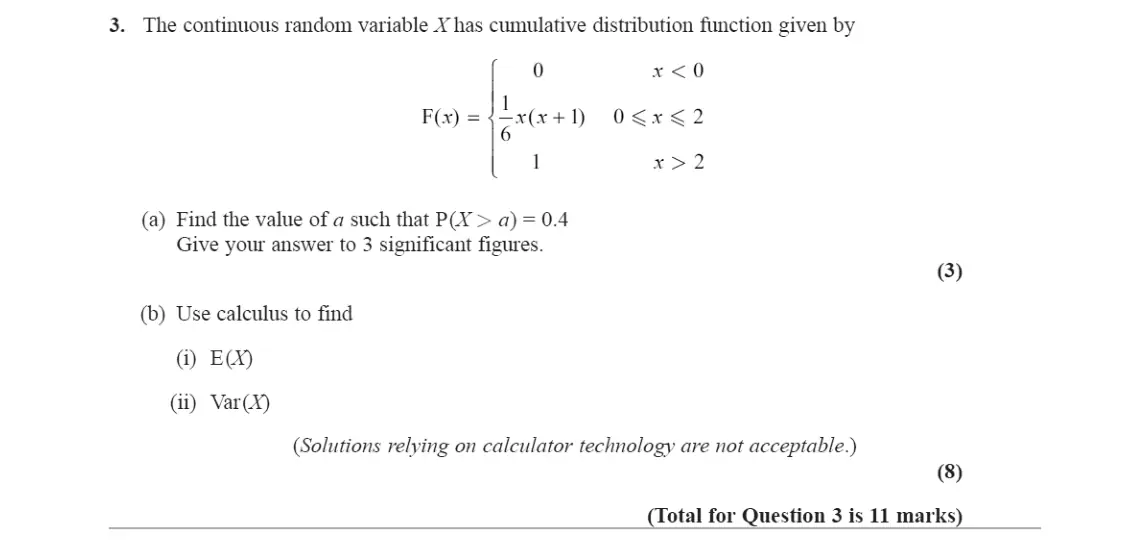 3. The continuous random variable X has cumulative distribution function given by
0 x < 0
F(x) = { 1/6 x(x + 1) 0 ⩽ x ⩽ 2
1 x > 2
(a) Find the value of a such that P(X > a) = 0.4
Give your answer to 3 significant figures.
(3)
(b) Use calculus to find
(i) E(X)
(ii) Var(X)
(Solutions relying on calculator technology are not acceptable.)
(8)
(Total for Question 3 is 11 marks)